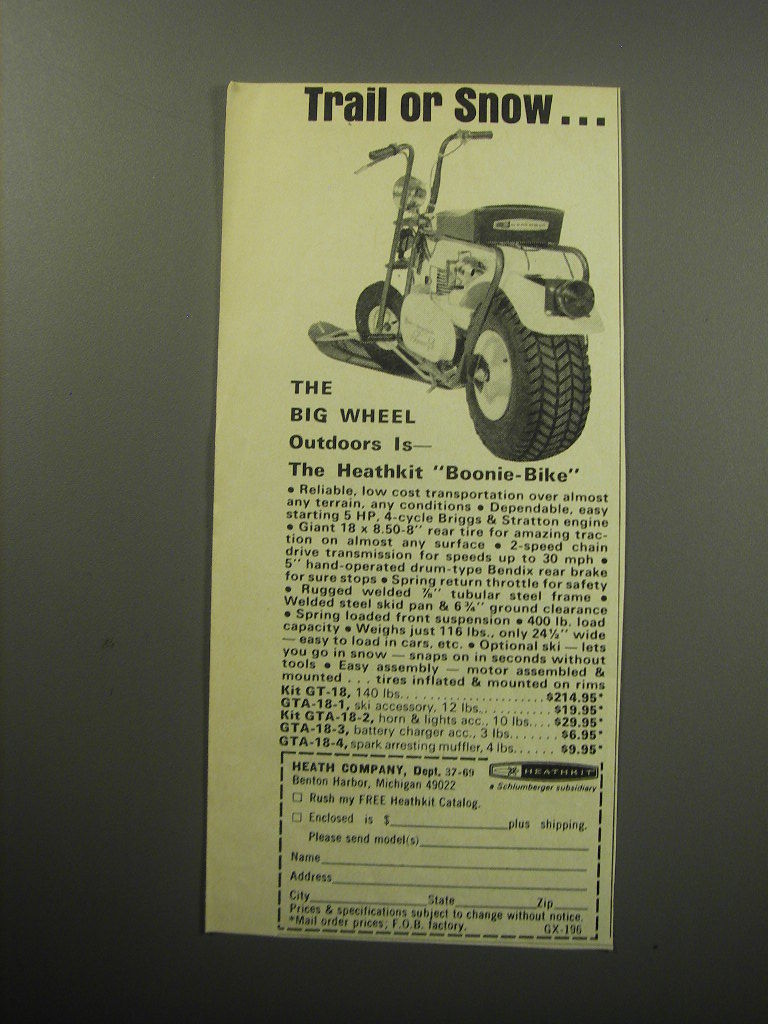 Trail or Snow...
THE
BIG WHEEL
Outdoors Is—
The Heathkit "Boonie-Bike"
• Reliable, low cost transportation over almost
any terrain, any conditions • Dependable, easy
starting 5 HP, 4-cycle Briggs & Stratton engine
• Giant 18 x 8.50-8" rear tire for amazing trac-
tion on almost any surface • 2-speed chain
drive transmission for speeds up to 30 mph •
5" hand-operated drum-type Bendix rear brake
for sure stops • Spring return throttle for safety
• Rugged welded ⅞" tubular steel frame •
Welded steel skid pan & 6¾" ground clearance
• Spring loaded front suspension • 400 lb. load
capacity • Weighs just 116 lbs., only 24½" wide
— easy to load in cars, etc. • Optional ski — lets
you go in snow — snaps on in seconds without
tools • Easy assembly — motor assembled &
mounted . . . tires inflated & mounted on rims
Kit GT-18, 140 lbs.....................$214.95*
GTA-18-1, ski accessory, 12 lbs...........$19.95*
Kit GTA-18-2, horn & lights acc., 10 lbs....$29.95*
GTA-18-3, battery charger acc., 3 lbs.......$6.95*
GTA-18-4, spark arresting muffler, 4 lbs......$9.95*
HEATH COMPANY, Dept. 37-69
HEATHKIT
Benton Harbor, Michigan 49022
a Schlumberger subsidiary
☐ Rush my FREE Heathkit Catalog.
☐ Enclosed is $____________plus shipping.
Please send model(s)____________
Name____________
Address____________
City____________State____________Zip______
Prices & specifications subject to change without notice.
*Mail order prices; F.O.B. factory.
GX-196